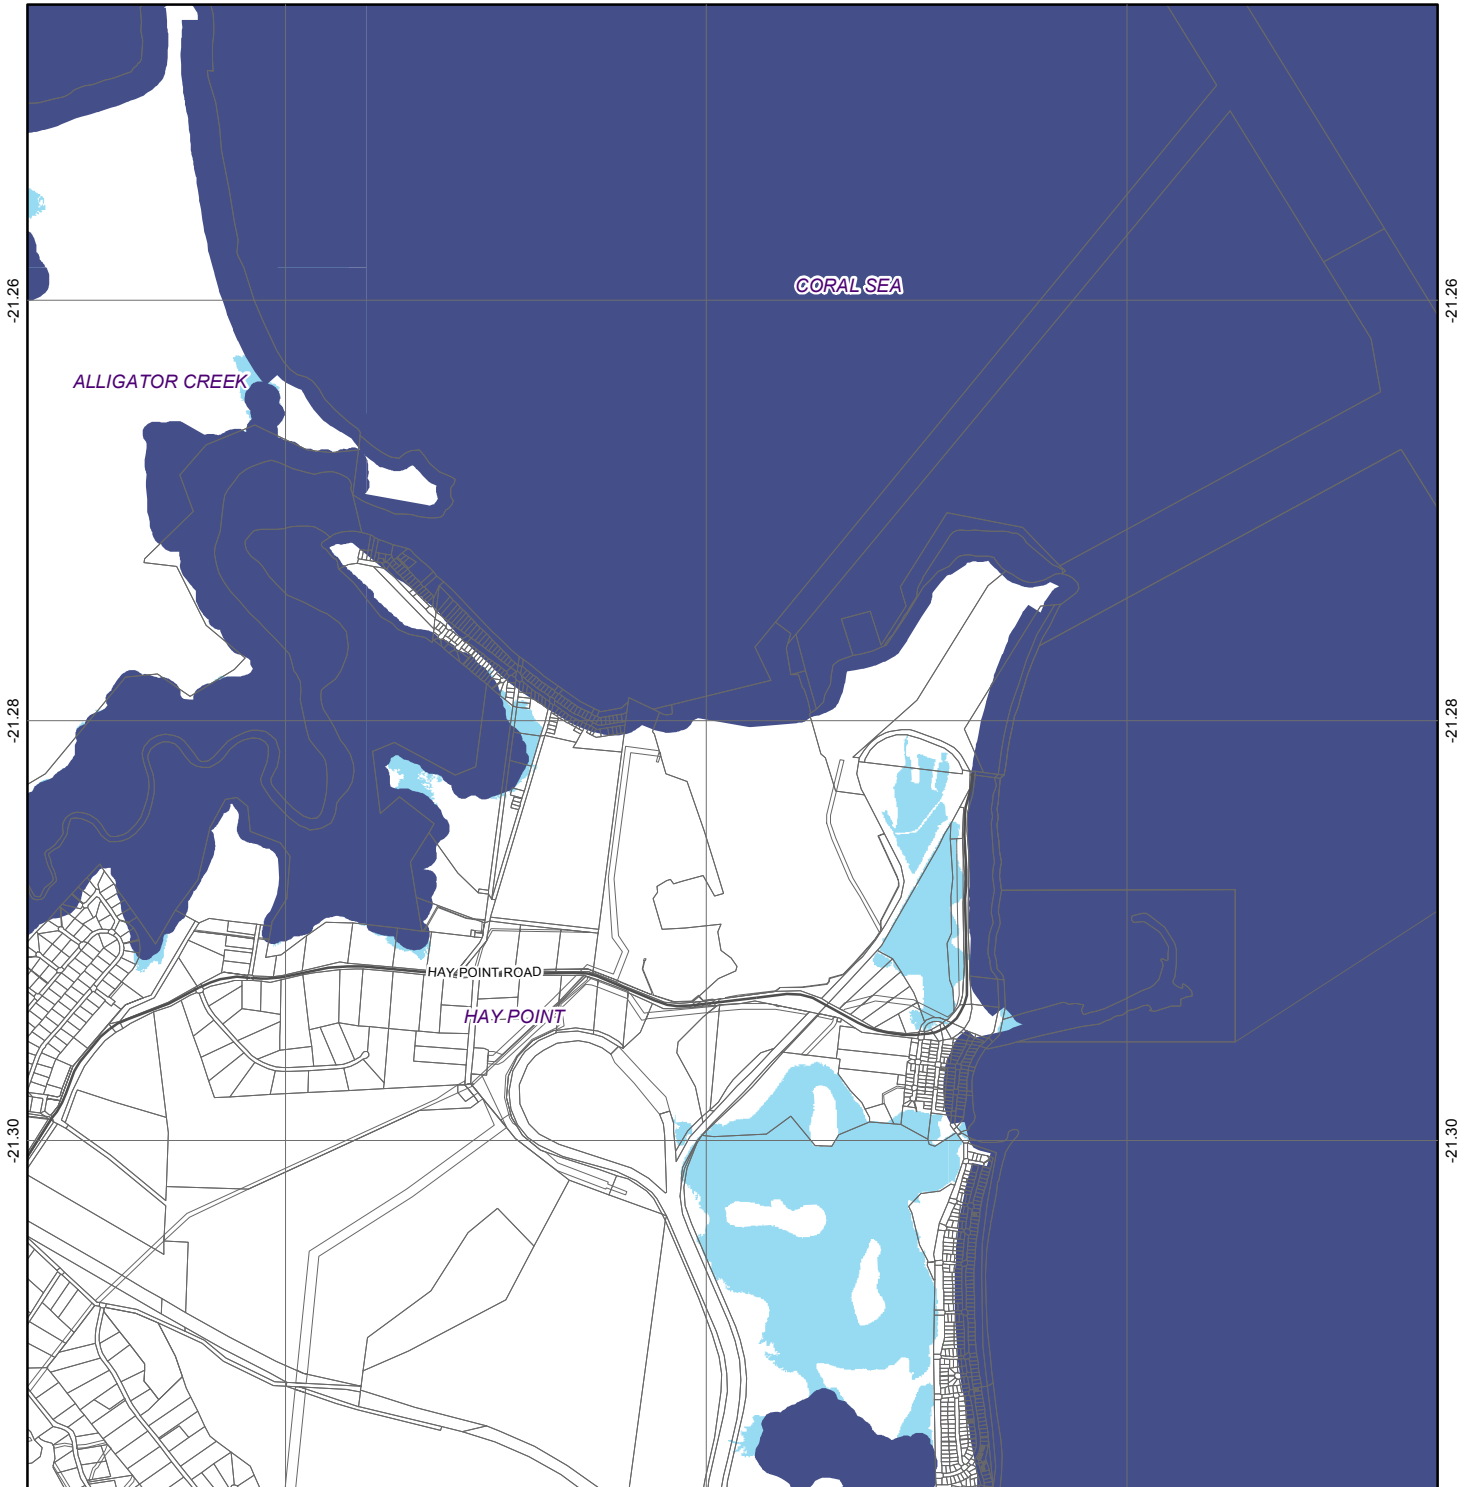 -21.26
CORAL SEA
-21.26
ALLIGATOR CREEK
-21.28
-21.28
HAY POINT ROAD
HAY POINT
-21.30
-21.30